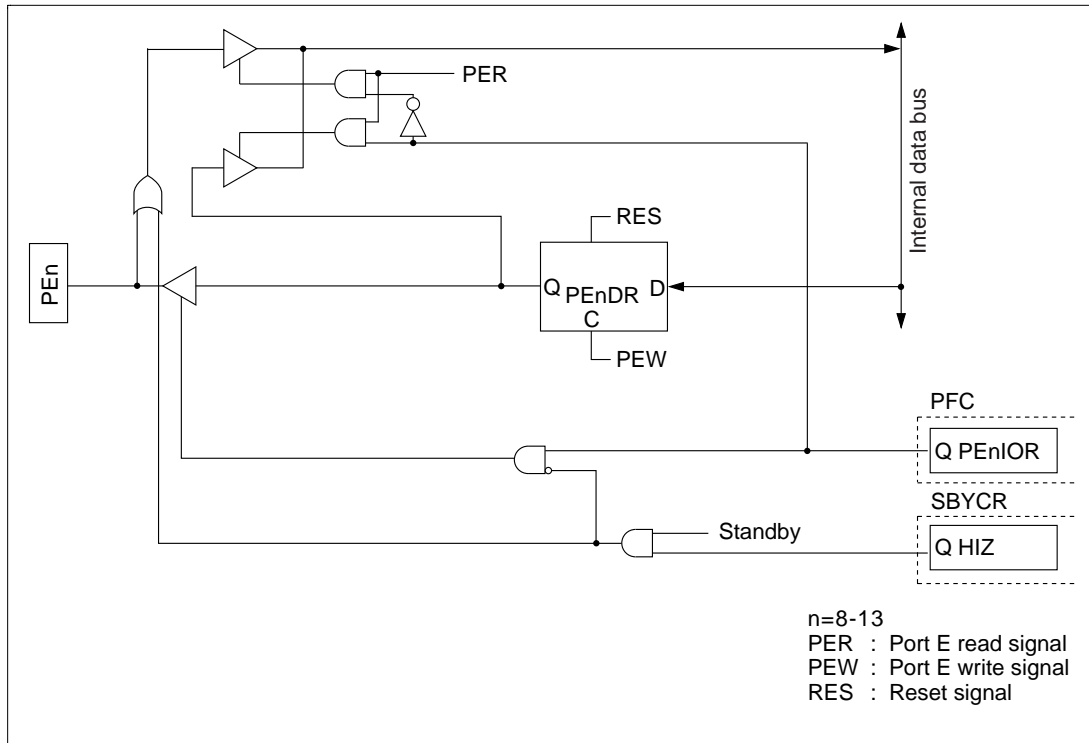 PER
Internal data bus
RES
PEn
Q
PEnDR
D
C
PEW
PFC
Q PEnIOR
SBYCR
Standby
Q HIZ
n=8-13
PER : Port E read signal
PEW : Port E write signal
RES : Reset signal